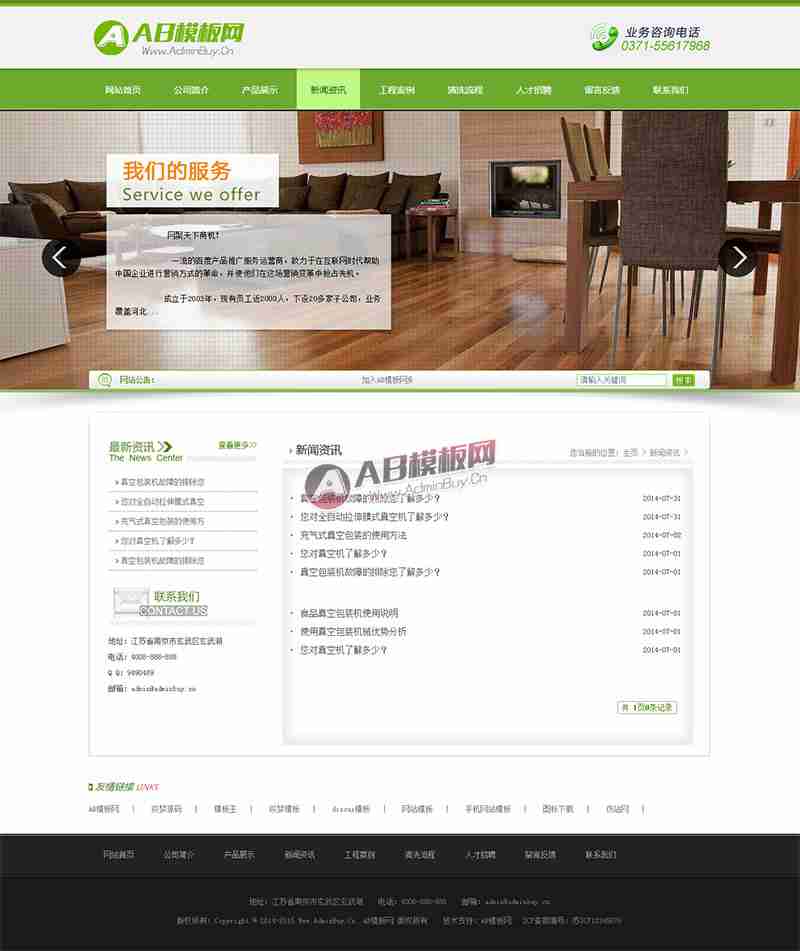 AB模板网
Www.AdminBuy.Cn
业务咨询电话
0371-55617968
网站首页 公司简介 产品展示 新闻资讯 工程案例 清洗流程 人才招聘 留言反馈 联系我们
我们的服务
Service we offer
网聚天下商机!
一流的百度产品推广服务运营商,致力于在互联网时代帮助
中国企业进行营销方式的革命,并使他们在这场营销变革中抢占先机。
成立于2003年,现有员工近2000人,下设20多家子公司,业务
覆盖河北...
网站公告: 加入AB模板网多 请输入关键词 搜索
最新资讯 查看更多>>
The News Center
> 真空包装机故障的排除您
> 您对全自动拉伸膜式真空
> 充气式真空包装的使用方
> 您对真空机了解多少?
> 真空包装机故障的排除您
联系我们
CONTACT US
地址:江苏省南京市玄武区玄武湖
电话:4008-888-888
Q Q:9490489
邮箱:admin@adminbuy.cn
新闻资讯 您当前的位置:主页 > 新闻资讯 >
AB模板网
Www.AdminBuy.Cn
· 真空包装机故障的排除您了解多少? 2014-07-31
· 您对全自动拉伸膜式真空机了解多少? 2014-07-31
· 充气式真空包装的使用方法 2014-07-02
· 您对真空机了解多少? 2014-07-01
· 真空包装机故障的排除您了解多少? 2014-07-01
· 食品真空包装机使用说明 2014-07-01
· 使用真空包装机械优势分析 2014-07-01
· 您对真空机了解多少? 2014-07-01
共 1页8条记录
友情链接 LINKS
AB模板网 | 织梦源码 | 模板王 | 织梦模板 | discuz模板 | 网站模板 | 手机网站模板 | 图标下载 | 仿站网 |
网站首页 公司简介 产品展示 新闻资讯 工程案例 清洗流程 人才招聘 留言反馈 联系我们
地址:江苏省南京市玄武区玄武湖 电话:4008-888-888 邮箱:admin@adminbuy.cn
版权所有:Copyright © 2014-2015 Www.AdminBuy.Cn. AB模板网 版权所有 技术支持:AB模板网 ICP备案编号: